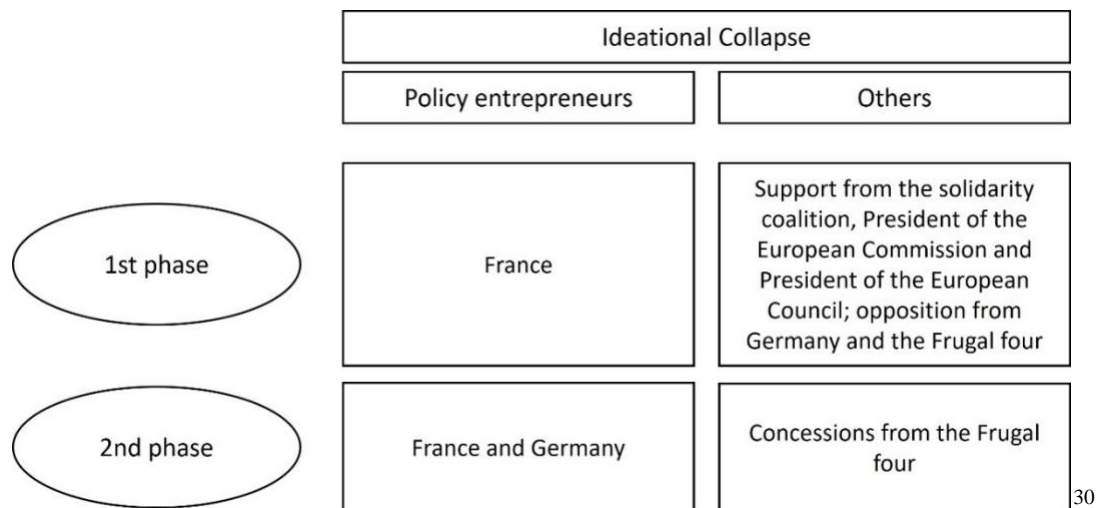 Ideational Collapse
Policy entrepreneurs
Others
1st phase
France
Support from the solidarity
coalition, President of the
European Commission and
President of the European
Council; opposition from
Germany and the Frugal four
2nd phase
France and Germany
Concessions from the Frugal
four
30